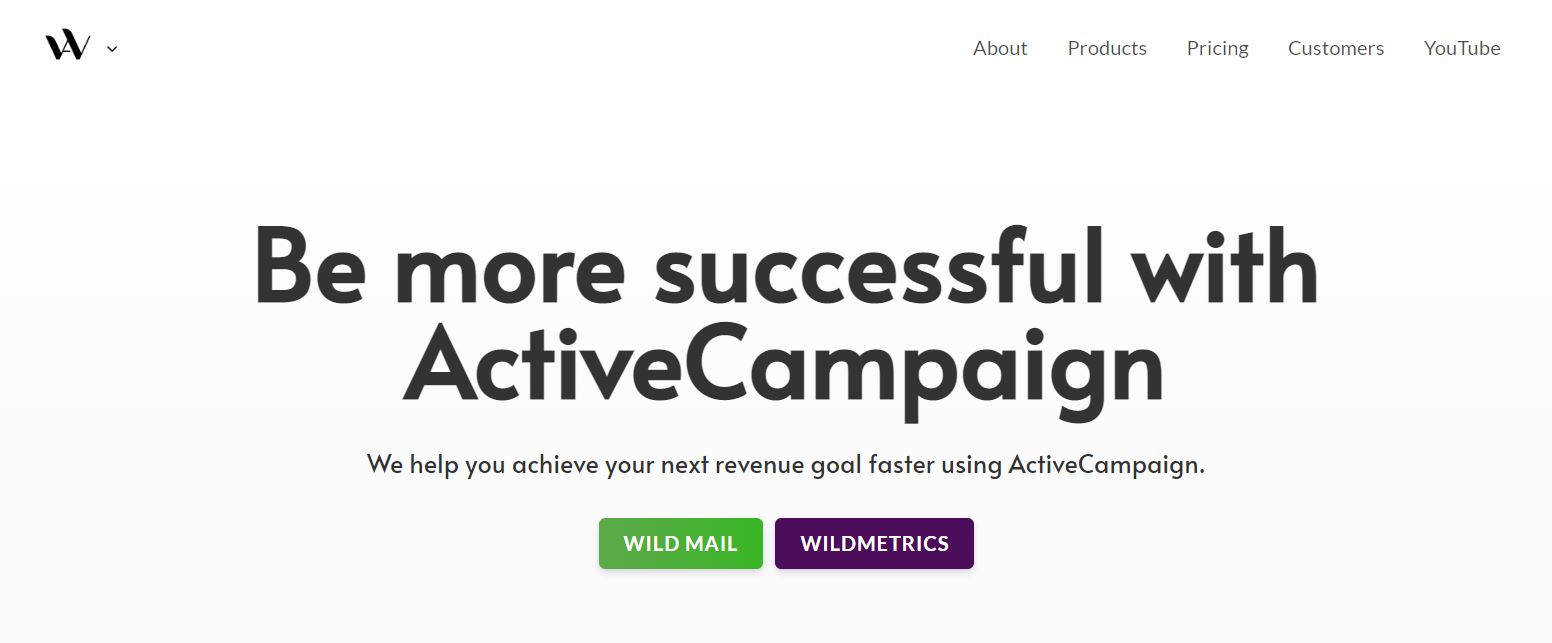 About Products Pricing Customers YouTube
Be more successful with
ActiveCampaign
We help you achieve your next revenue goal faster using ActiveCampaign.
WILD MAIL WILDMETRICS